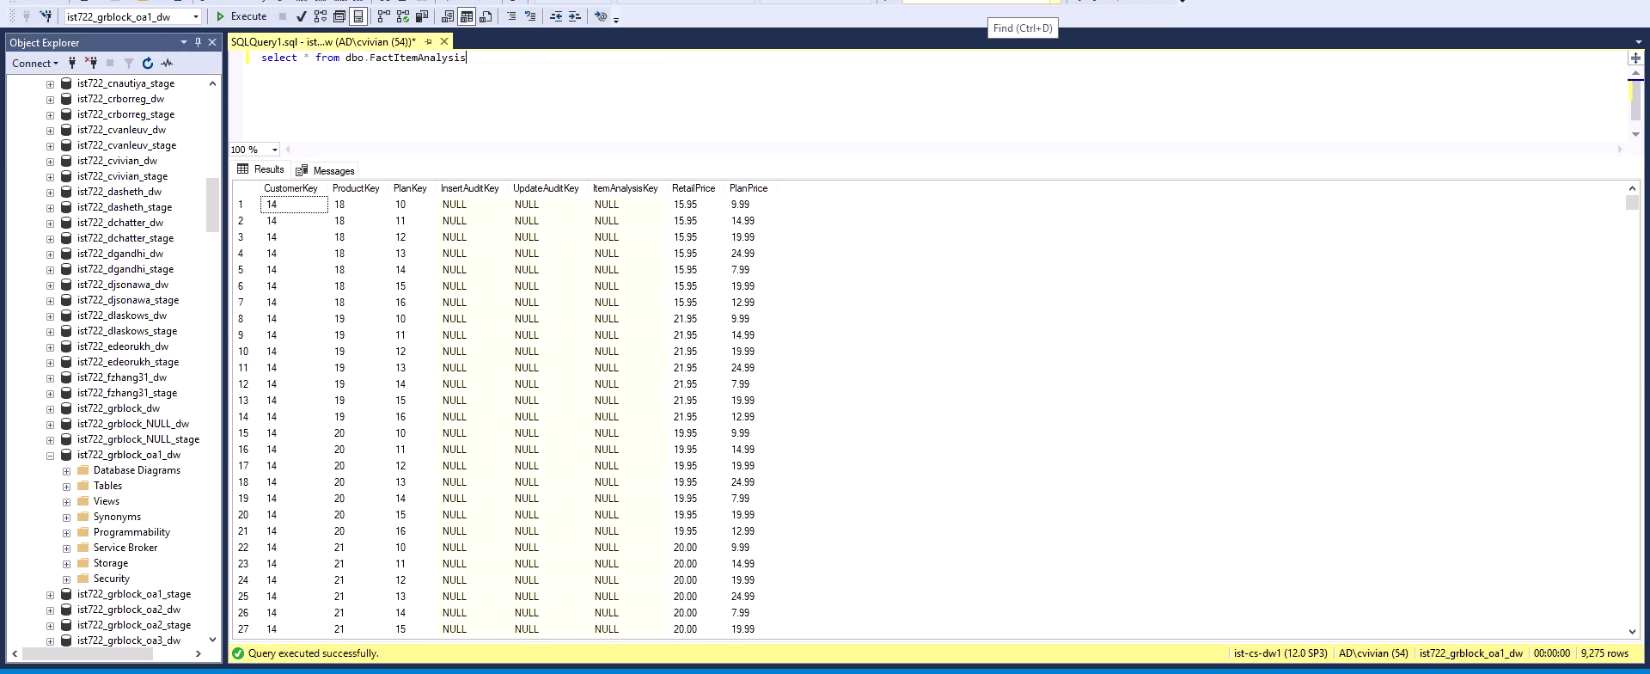 ist722_grblock_oa1_dw
Execute
Find (Ctrl+D)
Object Explorer
Connect
ist722_cnautiya_stage
ist722_crborreg_dw
ist722_crborreg_stage
ist722_cvanleuv_dw
ist722_cvanleuv_stage
ist722_cvivian_dw
ist722_cvivian_stage
ist722_dasheth_dw
ist722_dasheth_stage
ist722_dchatter_dw
ist722_dchatter_stage
ist722_dgandhi_dw
ist722_dgandhi_stage
ist722_djsonawa_dw
ist722_djsonawa_stage
ist722_dlaskows_dw
ist722_dlaskows_stage
ist722_edeorukh_dw
ist722_edeorukh_stage
ist722_fzhang31_dw
ist722_fzhang31_stage
ist722_grblock_dw
ist722_grblock_NULL_dw
ist722_grblock_NULL_stage
ist722_grblock_oa1_dw
Database Diagrams
Tables
Views
Synonyms
Programmability
Service Broker
Storage
Security
ist722_grblock_oa1_stage
ist722_grblock_oa2_dw
ist722_grblock_oa2_stage
ist722_grblock_oa3_dw
SQLQuery1.sql - ist...w (AD\cvivian (54))*
select * from dbo.FactItemAnalysis
100 %
Results Messages
CustomerKey ProductKey PlanKey InsertAuditKey UpdateAuditKey ItemAnalysisKey RetailPrice PlanPrice
1 14 18 10 NULL NULL NULL 15.95 9.99
2 14 18 11 NULL NULL NULL 15.95 14.99
3 14 18 12 NULL NULL NULL 15.95 19.99
4 14 18 13 NULL NULL NULL 15.95 24.99
5 14 18 14 NULL NULL NULL 15.95 7.99
6 14 18 15 NULL NULL NULL 15.95 19.99
7 14 18 16 NULL NULL NULL 15.95 12.99
8 14 19 10 NULL NULL NULL 21.95 9.99
9 14 19 11 NULL NULL NULL 21.95 14.99
10 14 19 12 NULL NULL NULL 21.95 19.99
11 14 19 13 NULL NULL NULL 21.95 24.99
12 14 19 14 NULL NULL NULL 21.95 7.99
13 14 19 15 NULL NULL NULL 21.95 19.99
14 14 19 16 NULL NULL NULL 21.95 12.99
15 14 20 10 NULL NULL NULL 19.95 9.99
16 14 20 11 NULL NULL NULL 19.95 14.99
17 14 20 12 NULL NULL NULL 19.95 19.99
18 14 20 13 NULL NULL NULL 19.95 24.99
19 14 20 14 NULL NULL NULL 19.95 7.99
20 14 20 15 NULL NULL NULL 19.95 19.99
21 14 20 16 NULL NULL NULL 19.95 12.99
22 14 21 10 NULL NULL NULL 20.00 9.99
23 14 21 11 NULL NULL NULL 20.00 14.99
24 14 21 12 NULL NULL NULL 20.00 19.99
25 14 21 13 NULL NULL NULL 20.00 24.99
26 14 21 14 NULL NULL NULL 20.00 7.99
27 14 21 15 NULL NULL NULL 20.00 19.99
Query executed successfully.
ist-cs-dw1 (12.0 SP3) AD\cvivian (54) ist722_grblock_oa1_dw 00:00:00 9,275 rows